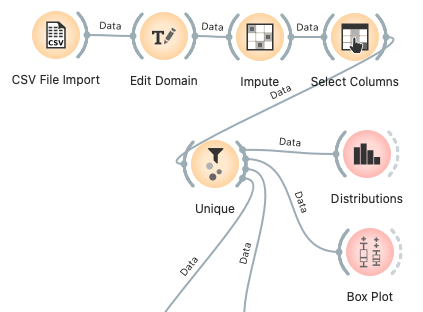 Data
Data
Data
CSV
CSV File Import
Edit Domain
Impute
Select Columns
Data
Data
Unique
Distributions
Data
Data
Data
Box Plot